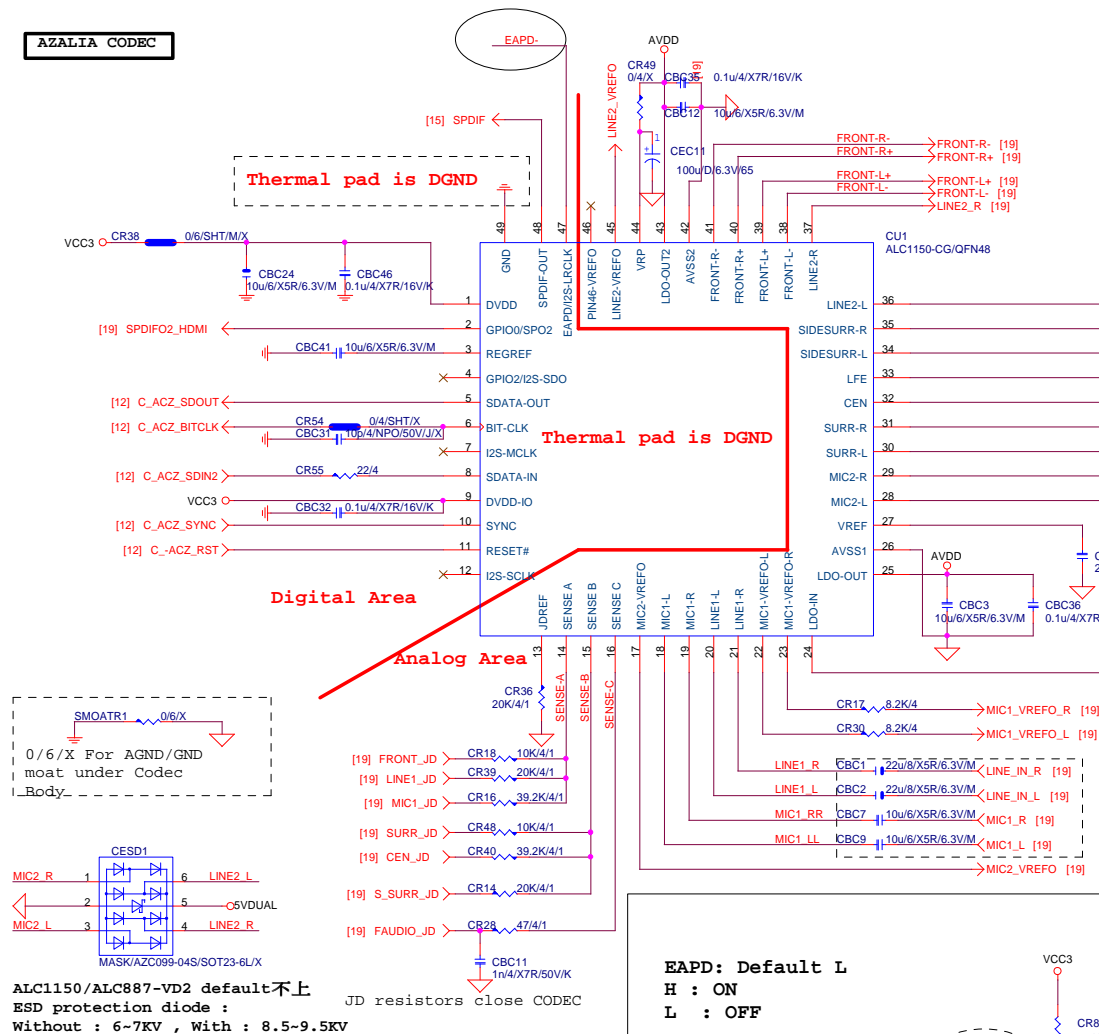 AZALIA CODEC
EAPD-
AVDD
CR49
0/4/X
CBC35
0.1u/4/X7R/16V/K
[19]
CBC12
10u/6/X5R/6.3V/M
LINE2_VREFO
[15] SPDIF
1
+
CEC11
100u/D/6.3V/65
Thermal pad is DGND
FRONT-R-
FRONT-R- [19]
FRONT-R+
FRONT-R+ [19]
FRONT-L+
FRONT-L+ [19]
FRONT-L-
FRONT-L- [19]
LINE2_R [19]
CU1
ALC1150-CG/QFN48
49 48 47 46 45 44 43 42 41 40 39 38 37
GND
SPDIF-OUT
EAPD/I2S-LRCLK
PIN46-VREFO
LINE2-VREFO
VRP
LDO-OUT2
AVSS2
FRONT-R-
FRONT-R+
FRONT-L+
FRONT-L-
LINE2-R
VCC3
CR38
0/6/SHT/M/X
CBC24
10u/6/X5R/6.3V/M
CBC46
0.1u/4/X7R/16V/K
1 DVDD
[19] SPDIFO2_HDMI
2 GPIO0/SPO2
CBC41 10u/6/X5R/6.3V/M
3 REGREF
4 GPIO2/I2S-SDO
[12] C_ACZ_SDOUT
5 SDATA-OUT
[12] C_ACZ_BITCLK
CR54 0/4/SHT/X
6 BIT-CLK
CBC31 10p/4/NPO/50V/J/X
7 I2S-MCLK
[12] C_ACZ_SDIN2
CR55 22/4
8 SDATA-IN
VCC3
9 DVDD-IO
CBC32 0.1u/4/X7R/16V/K
[12] C_ACZ_SYNC
10 SYNC
[12] C_-ACZ_RST
11 RESET#
12 I2S-SCLK
Thermal pad is DGND
LINE2-L 36
SIDESURR-R 35
SIDESURR-L 34
LFE 33
CEN 32
SURR-R 31
SURR-L 30
MIC2-R 29
MIC2-L 28
VREF 27
AVSS1 26
LDO-OUT 25
C
2
AVDD
CBC3
10u/6/X5R/6.3V/M
CBC36
0.1u/4/X7R
Digital Area
Analog Area
JDREF
SENSE A
SENSE B
SENSE C
MIC2-VREFO
MIC1-L
MIC1-R
LINE1-L
LINE1-R
MIC1-VREFO-L
MIC1-VREFO-R
LDO-IN
13 14 15 16 17 18 19 20 21 22 23 24
CR36
20K/4/1
SENSE-A
SENSE-B
SENSE-C
SMOATR1 0/6/X
0/6/X For AGND/GND
moat under Codec
Body
[19] FRONT_JD CR18 10K/4/1
[19] LINE1_JD CR39 20K/4/1
[19] MIC1_JD CR16 39.2K/4/1
[19] SURR_JD CR48 10K/4/1
[19] CEN_JD CR40 39.2K/4/1
[19] S_SURR_JD CR14 20K/4/1
[19] FAUDIO_JD CR28 47/4/1
CBC11
1n/4/X7R/50V/K
JD resistors close CODEC
CR17 8.2K/4 MIC1_VREFO_R [19]
CR30 8.2K/4 MIC1_VREFO_L [19]
LINE1_R CBC1 22u/8/X5R/6.3V/M LINE_IN_R [19]
LINE1_L CBC2 22u/8/X5R/6.3V/M LINE_IN_L [19]
MIC1_RR CBC7 10u/6/X5R/6.3V/M MIC1_R [19]
MIC1_LL CBC9 10u/6/X5R/6.3V/M MIC1_L [19]
MIC2_VREFO [19]
CESD1
MIC2_R 1 6 LINE2_L
2 5 5VDUAL
MIC2_L 3 4 LINE2_R
MASK/AZC099-04S/SOT23-6L/X
ALC1150/ALC887-VD2 default不上
ESD protection diode :
Without : 6~7KV , With : 8.5~9.5KV
EAPD: Default L
H : ON
L : OFF
VCC3
CR8